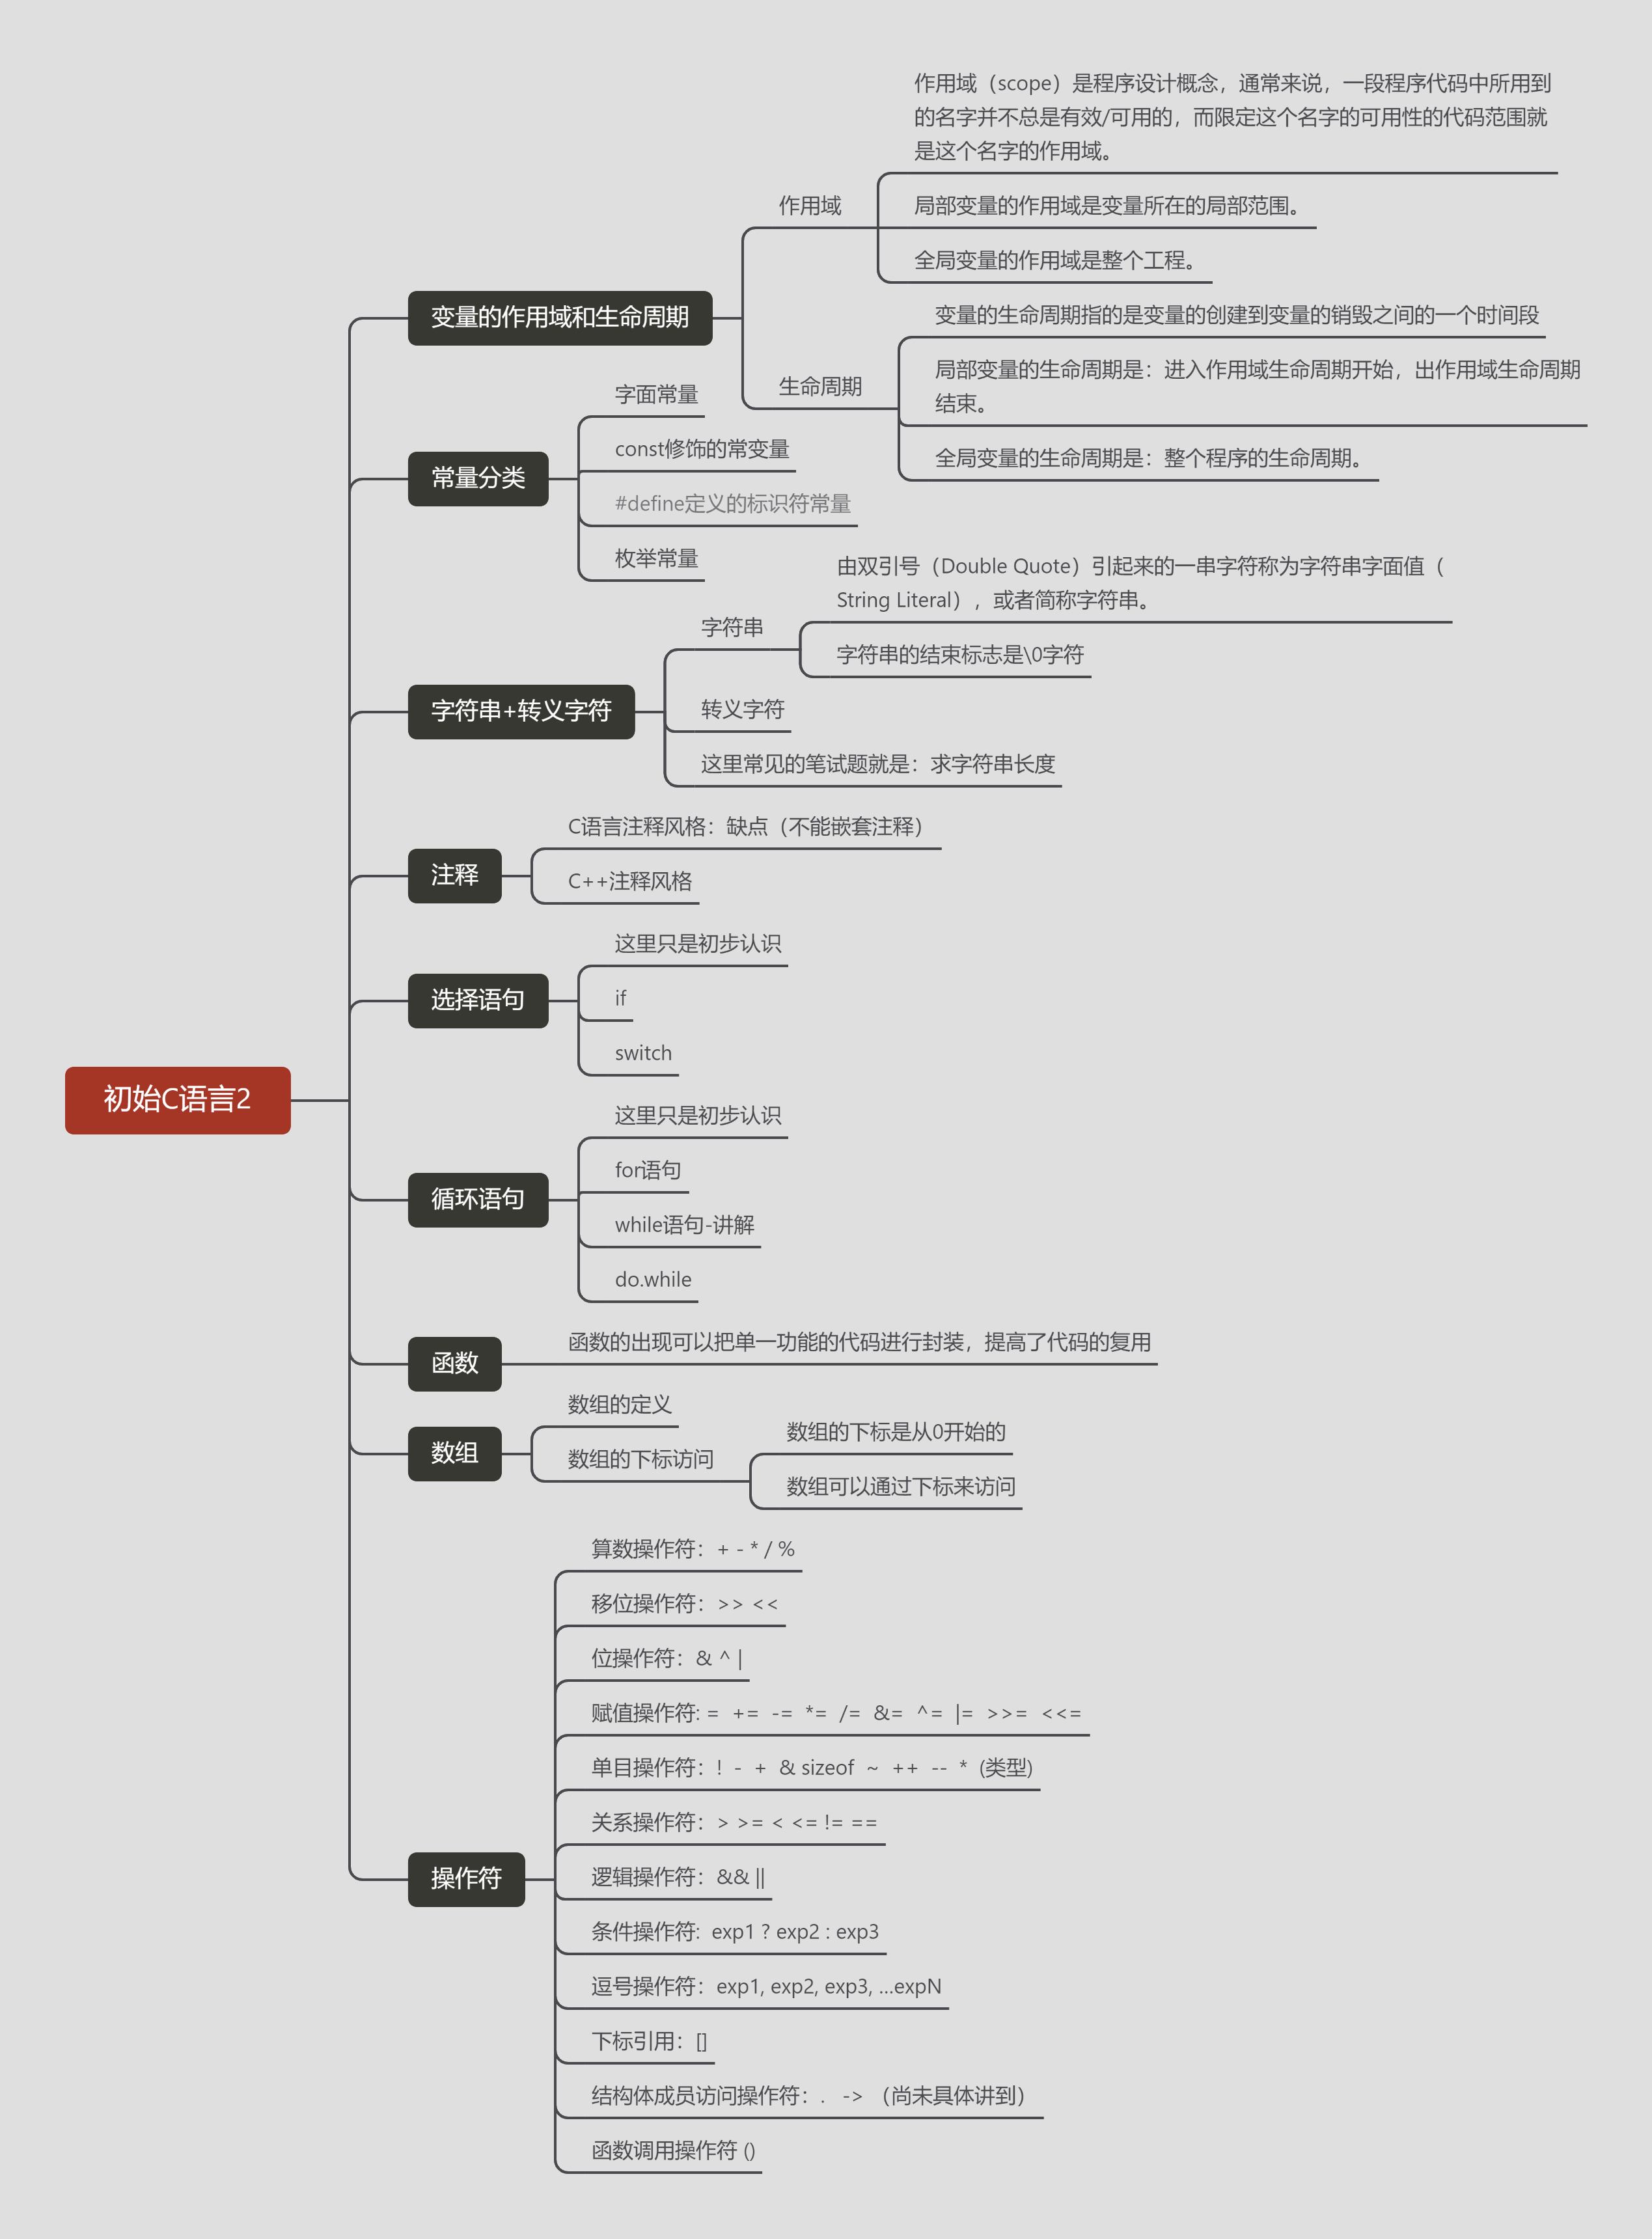 初始C语言2
变量的作用域和生命周期
作用域
作用域（scope）是程序设计概念，通常来说，一段程序代码中所用到
的名字并不总是有效/可用的，而限定这个名字的可用性的代码范围就
是这个名字的作用域。
局部变量的作用域是变量所在的局部范围。
全局变量的作用域是整个工程。
生命周期
变量的生命周期指的是变量的创建到变量的销毁之间的一个时间段
局部变量的生命周期是：进入作用域生命周期开始，出作用域生命周期
结束。
全局变量的生命周期是：整个程序的生命周期。
常量分类
字面常量
const修饰的常变量
#define定义的标识符常量
枚举常量
字符串+转义字符
字符串
由双引号（Double Quote）引起来的一串字符称为字符串字面值（
String Literal），或者简称字符串。
字符串的结束标志是\0字符
转义字符
这里常见的笔试题就是：求字符串长度
注释
C语言注释风格：缺点（不能嵌套注释）
C++注释风格
选择语句
这里只是初步认识
if
switch
循环语句
这里只是初步认识
for语句
while语句-讲解
do.while
函数
函数的出现可以把单一功能的代码进行封装，提高了代码的复用
数组
数组的定义
数组的下标访问
数组的下标是从0开始的
数组可以通过下标来访问
操作符
算数操作符：+ - * / %
移位操作符：>> <<
位操作符：& ^ |
赋值操作符: =  +=  -=  *=  /=  &=  ^=  |=  >>=  <<=
单目操作符：!  -  +  & sizeof  ~  ++  --  *  (类型)
关系操作符：> >= < <= != ==
逻辑操作符：&& ||
条件操作符:  exp1 ? exp2 : exp3
逗号操作符：exp1, exp2, exp3, ...expN
下标引用：[]
结构体成员访问操作符：.   ->  （尚未具体讲到）
函数调用操作符 ()